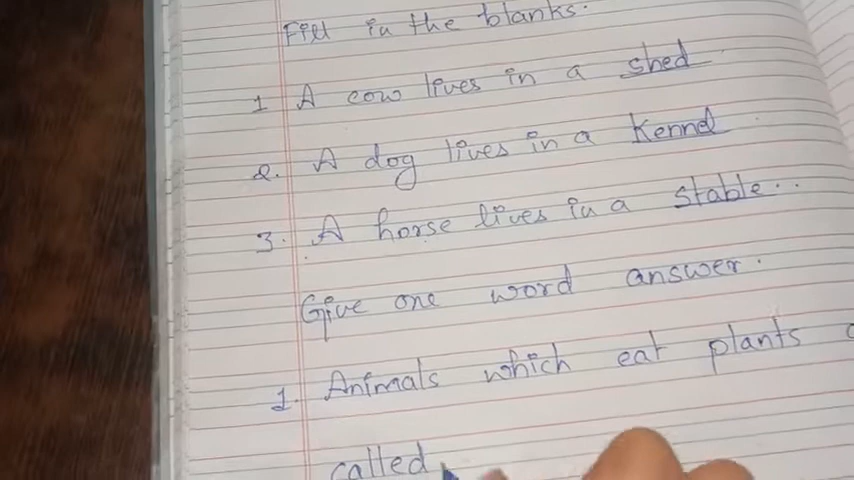 Fill in the blanks.
1 A cow lives in a shed
2. A dog lives in a Kennel
3. A horse lives in a stable..
Give one word answer.
1. Animals which eat plants
called